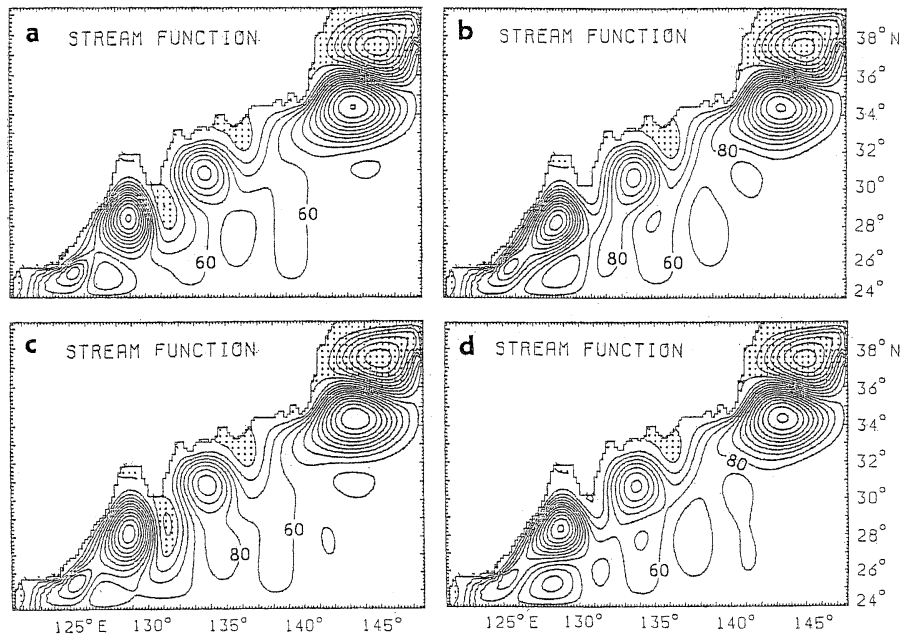 a STREAM FUNCTION
60
60
b STREAM FUNCTION
80
80
60
38° N
36°
34°
32°
30°
28°
26°
24°
c STREAM FUNCTION
80
60
125°E 130° 135° 140° 145°
d STREAM FUNCTION
80
60
38° N
36°
34°
32°
30°
28°
26°
24°
125°E 130° 135° 140° 145°